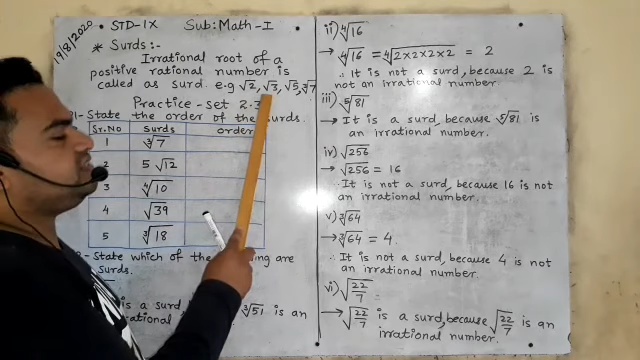 19/8/2020
• STD-IX Sub: Math-I •
* Surds :-
Irrational root of a
positive rational number is
called as surd. e.g √2, √3, √5, ∛7
Practice-Set 2.3
1- State the order of the surds
Sr.No surds order
1 ∛7
2 5√12
3 ∜10
4 √39
5 ∛18
State which of the following are
surds.
is a surd ∛51 is an
irrational
ii) ∜16
→ ∜16 = ∜2×2×2×2 = 2
∴ It is not a surd, because 2 is
not an irrational number.
iii) ⁵√81
→ It is a surd, because ⁵√81 is
an irrational number.
iv) √256
→ √256 = 16
∴ It is not a surd, because 16 is not
an irrational number.
v) ∛64
→ ∛64 = 4
∴ It is not a surd, because 4 is not
an irrational number.
vi) √22/7
→ √22/7 is a surd, because √22/7 is an
irrational number.